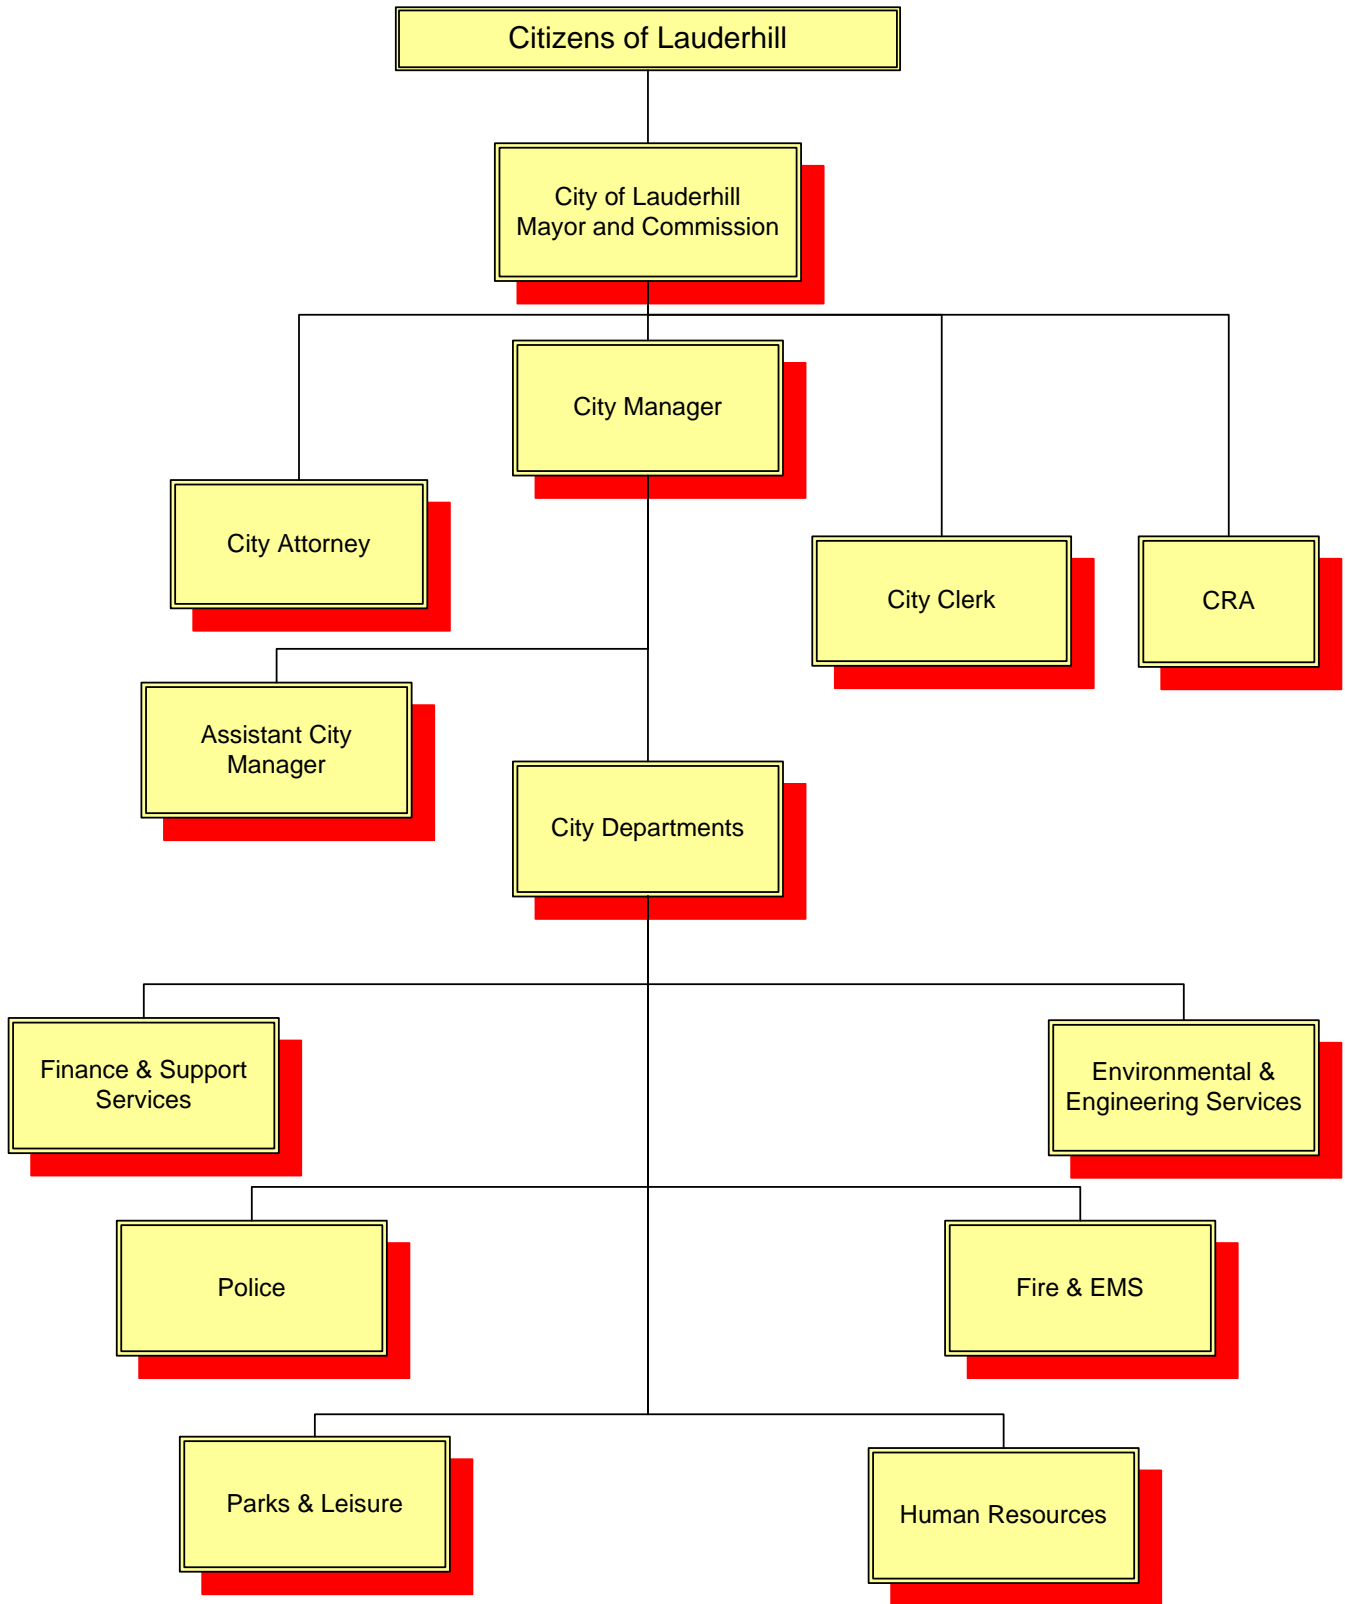 Citizens of Lauderhill
City of Lauderhill
Mayor and Commission
City Manager
City Attorney
City Clerk
CRA
Assistant City
Manager
City Departments
Finance & Support
Services
Environmental &
Engineering Services
Police
Fire & EMS
Parks & Leisure
Human Resources